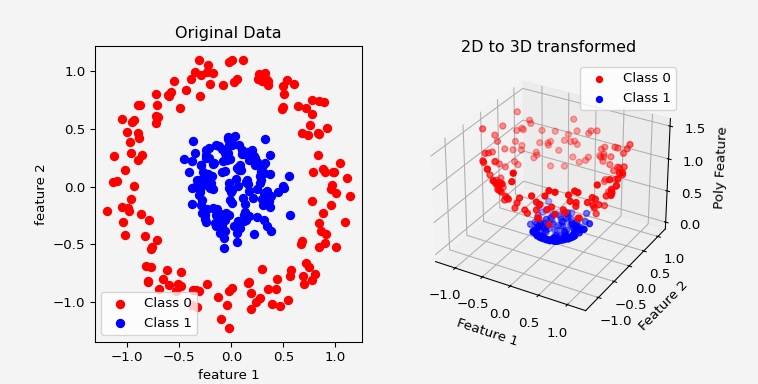 Original Data
1.0
0.5
0.0
−0.5
−1.0
feature 2
Class 0
Class 1
−1.0
−0.5
0.0
0.5
1.0
feature 1
2D to 3D transformed
Class 0
Class 1
1.5
1.0
0.5
0.0
Poly Feature
−1.0
−0.5
0.0
0.5
1.0
Feature 1
1.0
0.5
0.0
−0.5
−1.0
Feature 2